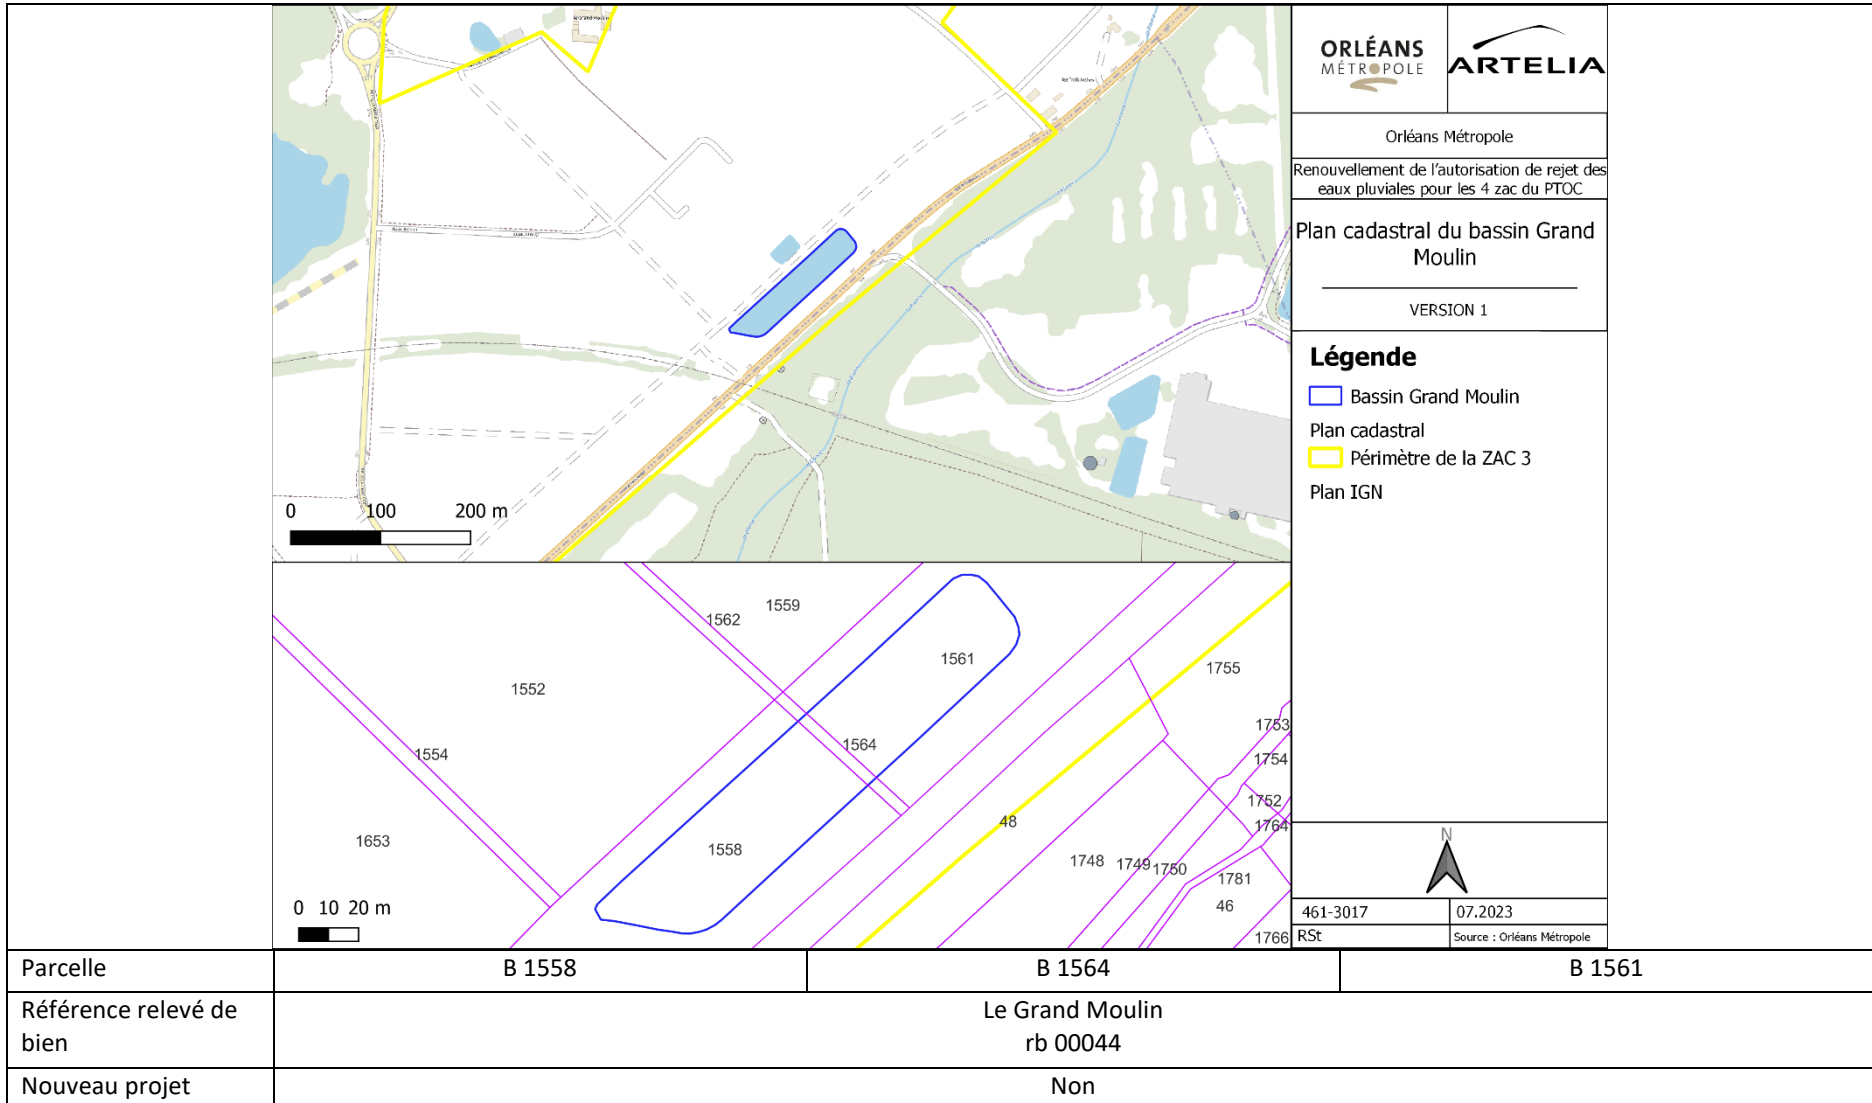 ORLÉANS
MÉTROPOLE
ARTELIA
Orléans Métropole
Renouvellement de l'autorisation de rejet des
eaux pluviales pour les 4 zac du PTOC
Plan cadastral du bassin Grand
Moulin
VERSION 1
Légende
Bassin Grand Moulin
Plan cadastral
Périmètre de la ZAC 3
Plan IGN
N
461-3017
07.2023
RSt
Source : Orléans Métropole
0 100 200 m
1562
1559
1561
1552
1564
1554
1653
1558
1755
1753
1754
1752
1764
48
1748
1749
1750
1781
46
1766
0 10 20 m
Parcelle
B 1558
B 1564
B 1561
Référence relevé de
bien
Le Grand Moulin
rb 00044
Nouveau projet
Non